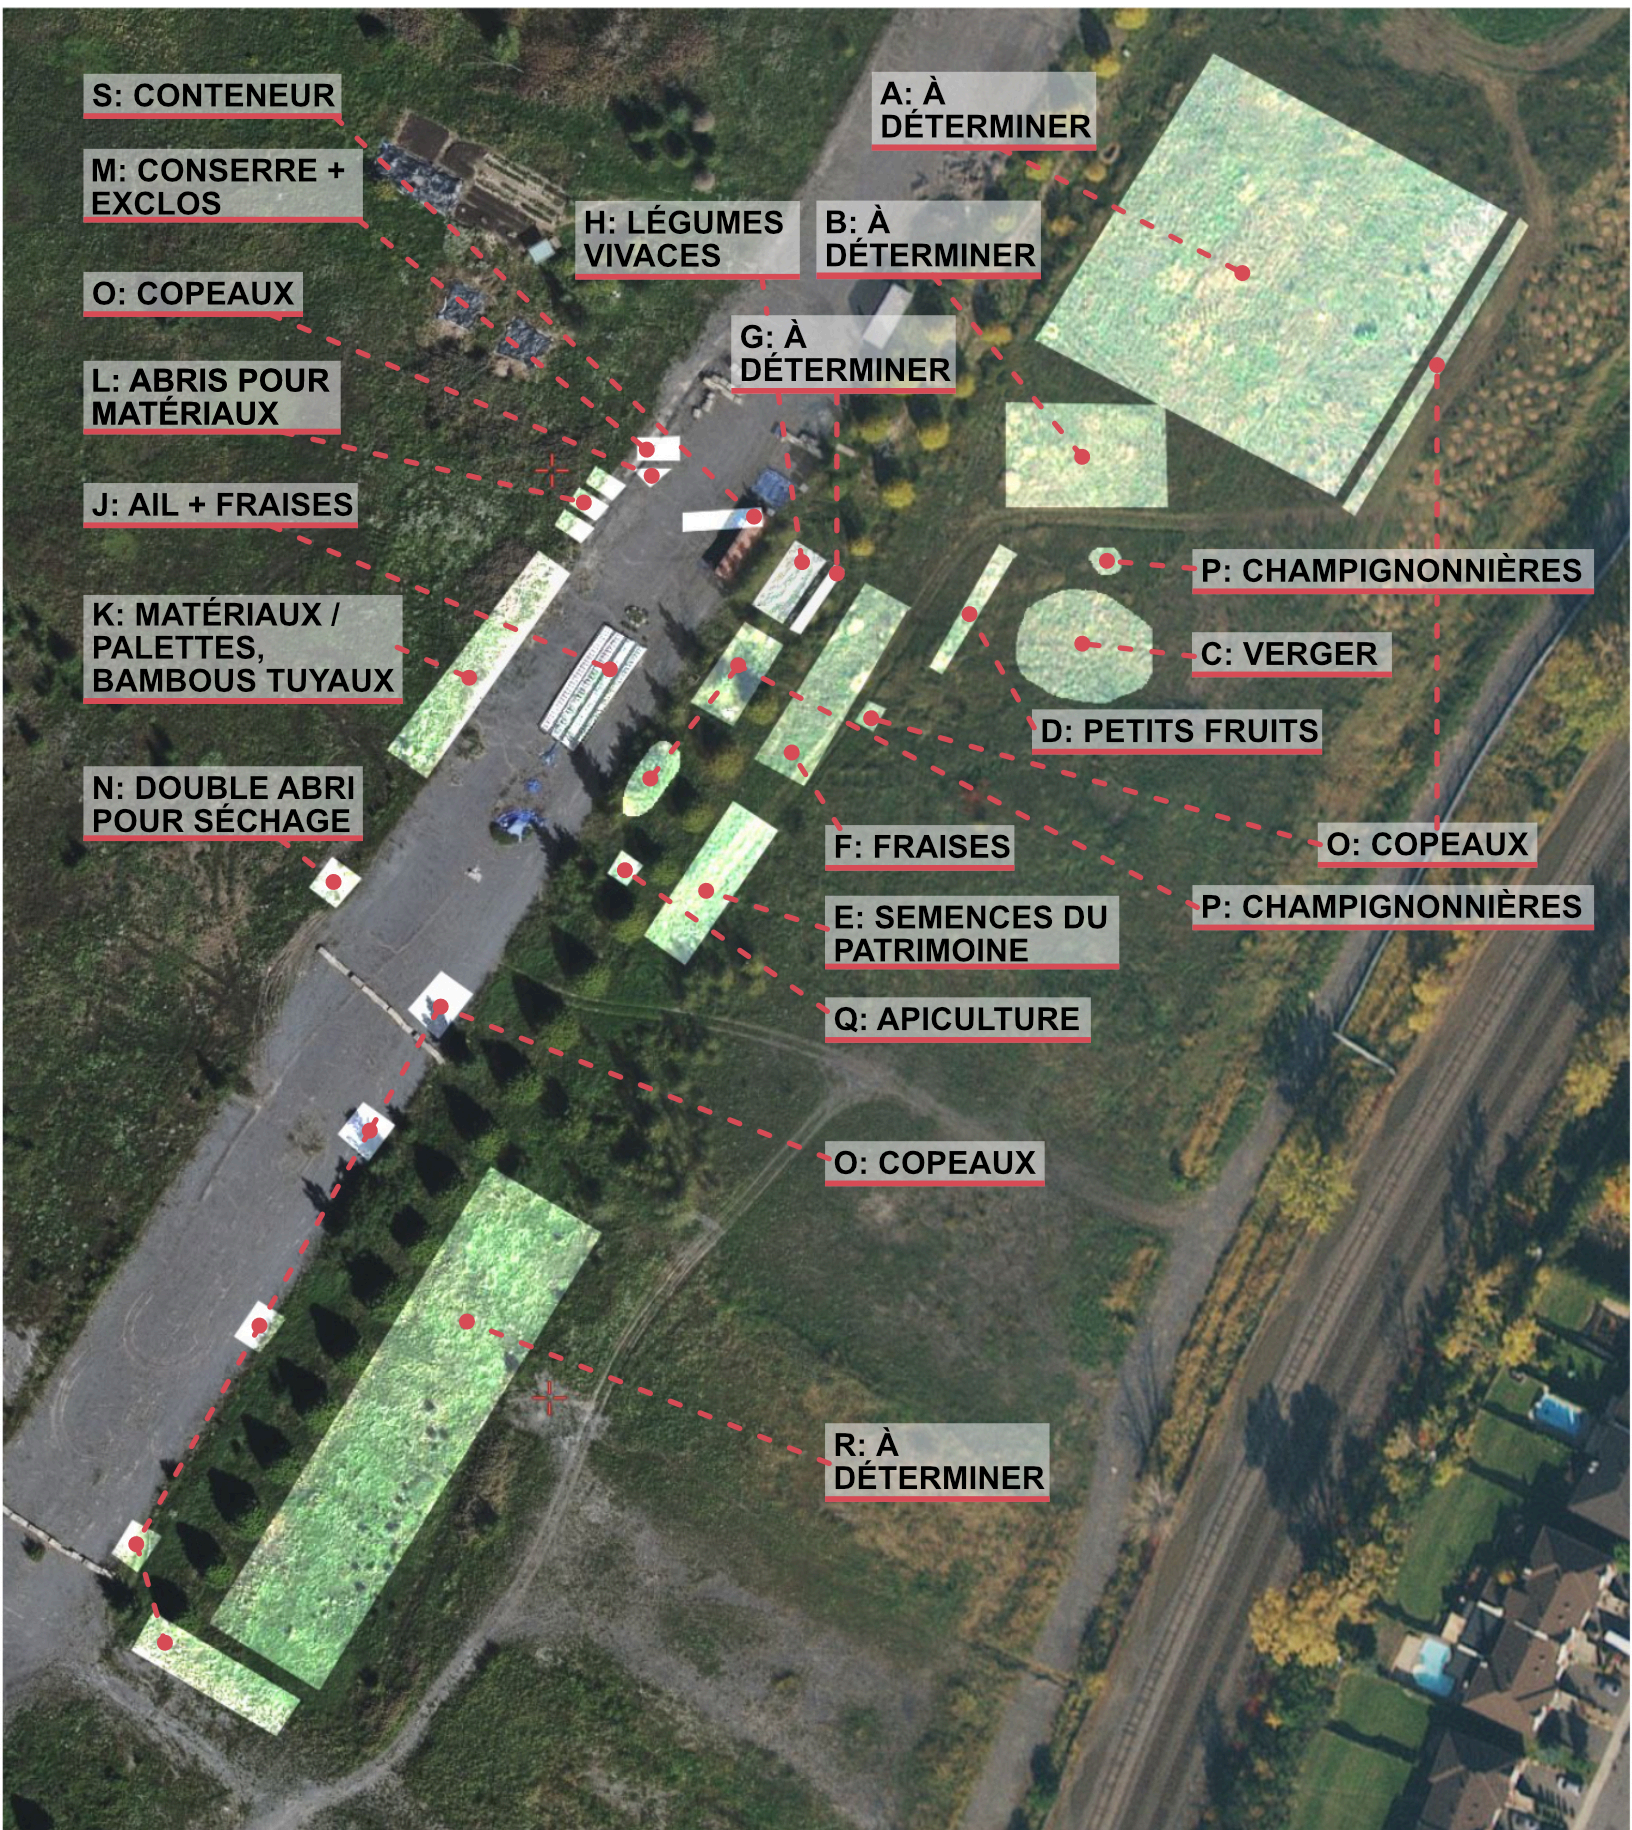 S: CONTENEUR
M: CONSERRE +
EXCLOS
O: COPEAUX
L: ABRIS POUR
MATÉRIAUX
J: AIL + FRAISES
K: MATÉRIAUX /
PALETTES,
BAMBOUS TUYAUX
N: DOUBLE ABRI
POUR SÉCHAGE
H: LÉGUMES
VIVACES
G: À
DÉTERMINER
B: À
DÉTERMINER
A: À
DÉTERMINER
P: CHAMPIGNONNIÈRES
C: VERGER
D: PETITS FRUITS
O: COPEAUX
F: FRAISES
P: CHAMPIGNONNIÈRES
E: SEMENCES DU
PATRIMOINE
Q: APICULTURE
O: COPEAUX
R: À
DÉTERMINER